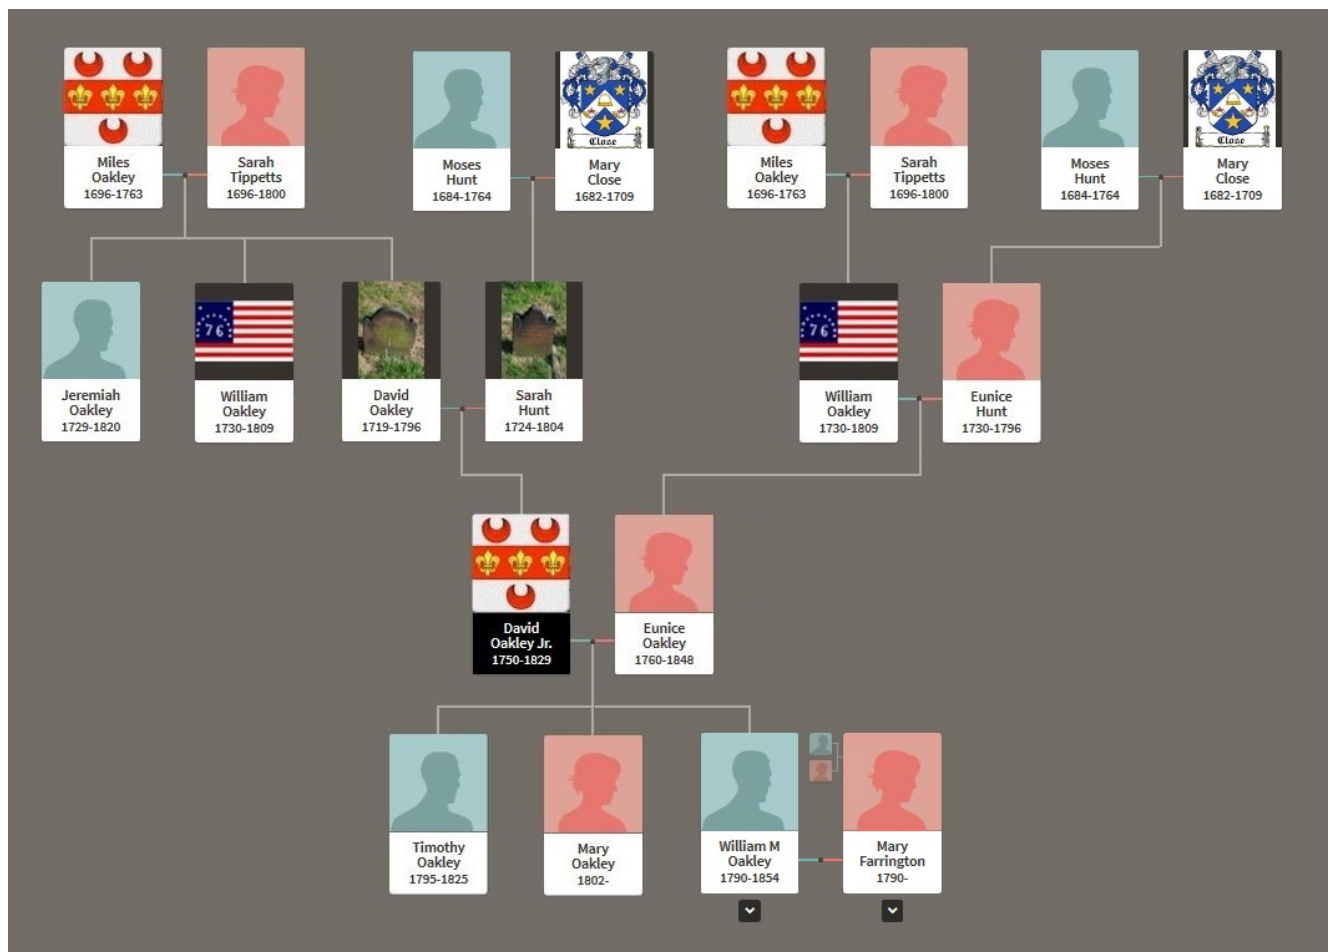 Close
Close
Miles
Oakley
1696-1763
Sarah
Tippetts
1696-1800
Moses
Hunt
1684-1764
Mary
Close
1682-1709
Miles
Oakley
1696-1763
Sarah
Tippetts
1696-1800
Moses
Hunt
1684-1764
Mary
Close
1682-1709
76
76
Jeremiah
Oakley
1729-1820
William
Oakley
1730-1809
David
Oakley
1719-1796
Sarah
Hunt
1724-1804
William
Oakley
1730-1809
Eunice
Hunt
1730-1796
David
Oakley Jr.
1750-1829
Eunice
Oakley
1760-1848
Timothy
Oakley
1795-1825
Mary
Oakley
1802-
William M
Oakley
1790-1854
Mary
Farrington
1790-